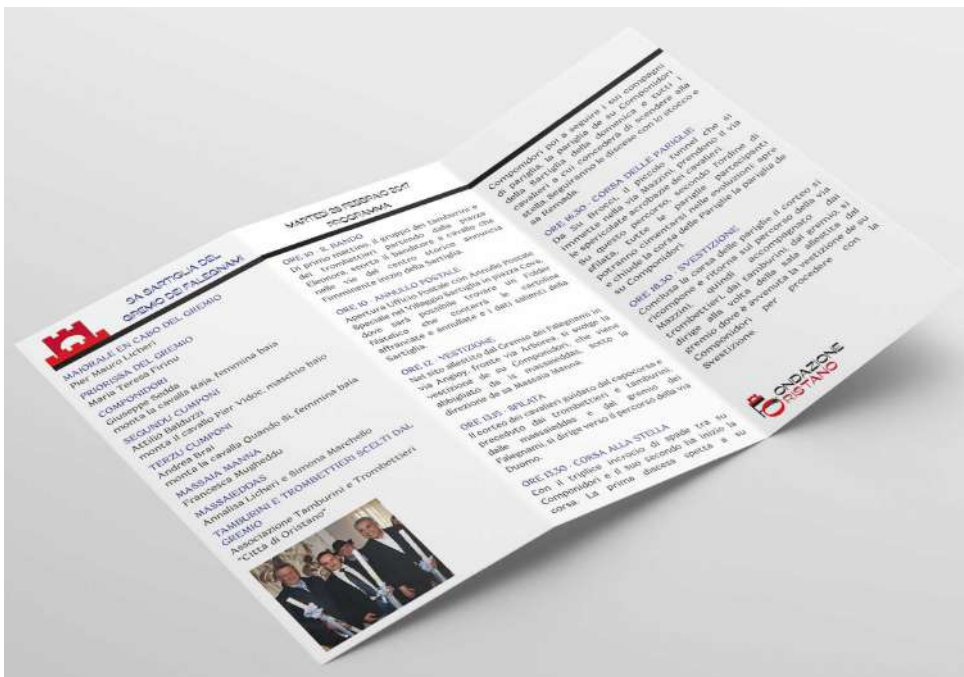 SA SARTIGLIA DEL
GREMIO DEI FALEGNAMI
MAJORALE EN CABO DEL GREMIO
Pier Mauro Licheri
PRIORISSA DEL GREMIO
Maria Teresa Firinu
COMPONIDORI
Giuseppe Sedda
monta la cavalla Raja, femmina baia
SEGUNDU CUMPONI
Attilio Balduzzi
monta il cavallo Pier Vidoc, maschio baio
TERZU CUMPONI
Andrea Brai
monta la cavalla Quando Si, femmina baia
MASSAIA MANNA
Francesca Mugheddu
MASSAIEDDAS
Annalisa Licheri e Simona Marchello
TAMBURINI E TROMBETTIERI SCELTI DAL
GREMIO
Associazione Tamburini e Trombettieri
"Città di Oristano"
MARTEDÌ 28 FEBBRAIO 2017
PROGRAMMA
ORE 10 - IL BANDO
Di primo mattino, il gruppo dei tamburini e
dei trombettieri partendo dalla piazza
Eleonora, scorta il banditore a cavallo che
nelle vie del centro storico annuncia
l'imminente inizio della Sartiglia.
ORE 10 - ANNULLO POSTALE
Apertura Ufficio Postale con Annullo Postale
Speciale nel Villaggio Sartiglia in piazza Cova,
dove sarà possibile trovare un Folder
filatelico che conterrà le cartoline
affrancate e annullate e i dati salienti della
Sartiglia.
ORE 12 - VESTIZIONE
Nel sito allestito dal Gremio dei Falegnami in
via Angioy, fronte via Arborea, si svolge la
vestizione de su Componidori, che viene
abbigliato da is massaieddas, sotto la
direzione de sa Massaia Manna.
ORE 13.15 - SFILATA
Il corteo dei cavalieri guidato dal capocorsa e
preceduto dai trombettieri e tamburini,
dalle massaieddas e dal gremio dei
Falegnami, si dirige verso il percorso della via
Duomo.
ORE 13.30 - CORSA ALLA STELLA
Con il triplice incrocio di spade tra su
Componidori e il suo secondo ha inizio la
corsa. La prima discesa spetta a su
Componidori poi a seguire i sui compagni
di pariglia, la pariglia de su Componidori
della Sartiglia della domenica e tutti i
cavalieri a cui concederà di scendere alla
stella. Seguiranno le discese con lo stocco e
sa Remada.
ORE 16.30 - CORSA DELLE PARIGLIE
Da Su Brocci, il piccolo tunnel che si
immette nella via Mazzini, prendono il via
le spericolate acrobazie dei cavalieri.
Su questo percorso, secondo l'ordine di
sfilata, tutte le pariglie partecipanti
potranno cimentarsi nelle evoluzioni; apre
e chiude la corsa delle Pariglie la pariglia de
su Componidori.
ORE 18.30 - SVESTIZIONE
Conclusa la corsa delle pariglie il corteo si
ricompone e ritorna sul percorso della via
Mazzini, quindi accompagnato dai
trombettieri, dai tamburini, dal gremio, si
dirige alla volta della sala allestita dal
gremio dove è avvenuta la vestizione de su
Componidori per procedere con la
Svestizione.
FONDAZIONE
ORISTANO